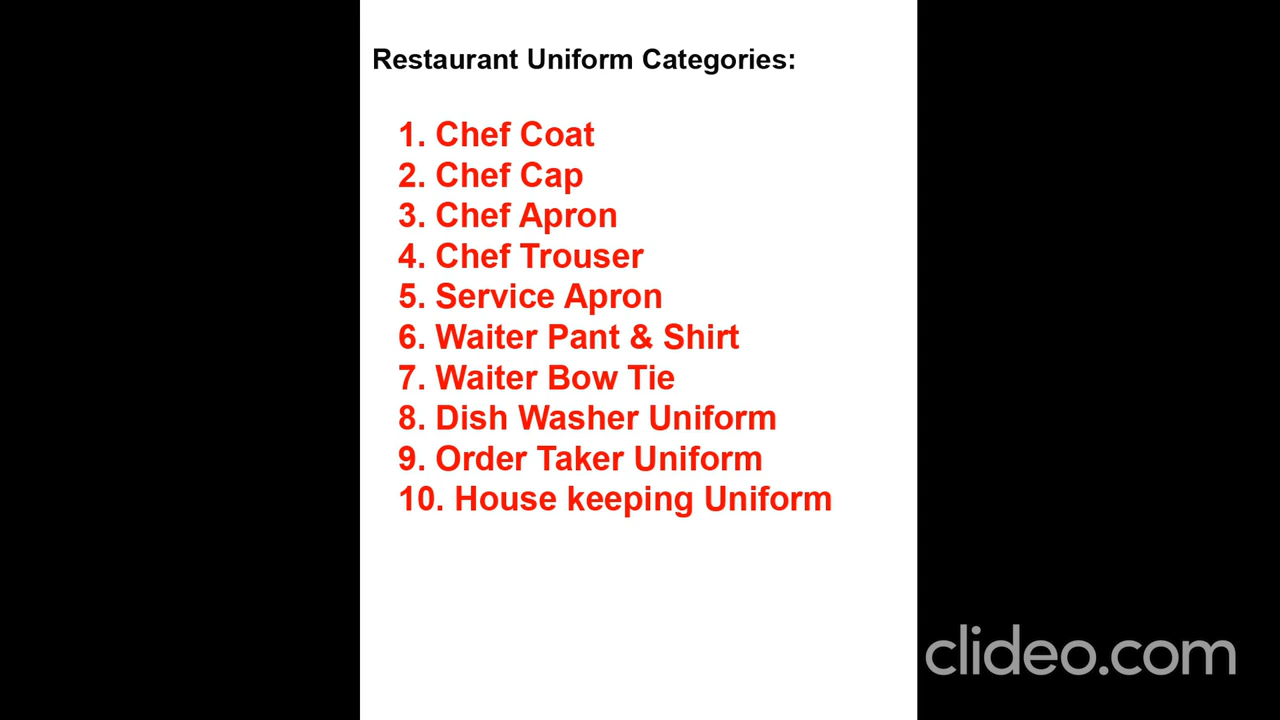 Restaurant Uniform Categories:
1. Chef Coat
2. Chef Cap
3. Chef Apron
4. Chef Trouser
5. Service Apron
6. Waiter Pant & Shirt
7. Waiter Bow Tie
8. Dish Washer Uniform
9. Order Taker Uniform
10. House keeping Uniform
clideo.com